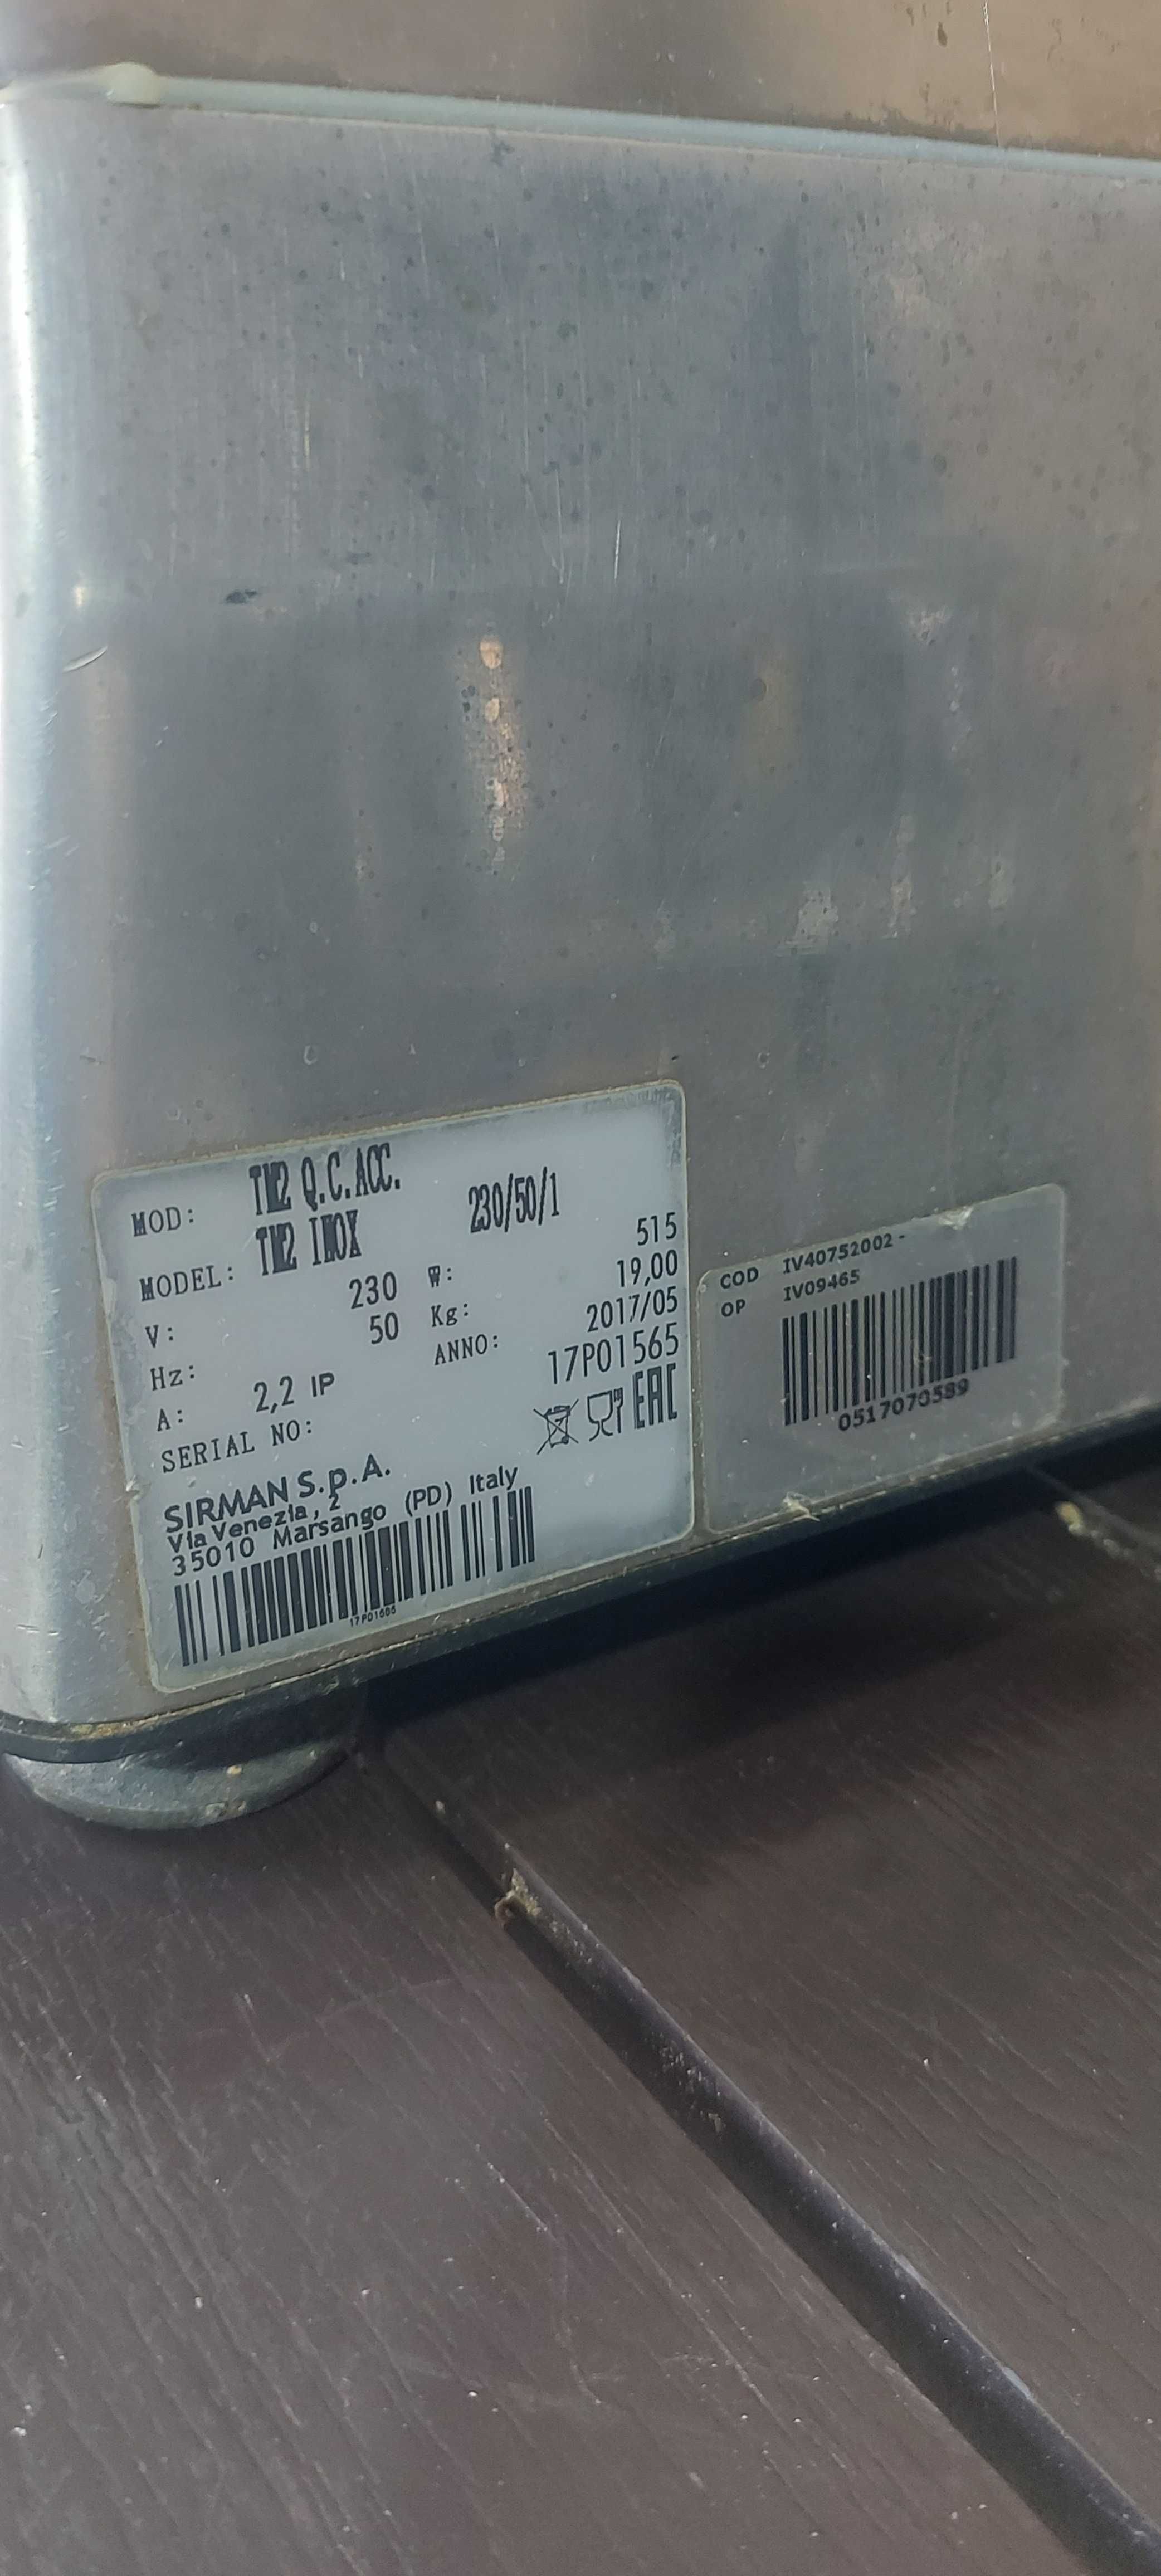 MOD: TM2 Q.C.ACC. 230/50/1
MODEL: TM2 INOX
V: 230 W: 515
Hz: 50 Kg: 19,00
A: 2,2 IP ANNO: 2017/05
SERIAL NO: 17P01565
EAC
SIRMAN S.p.A.
Via Venezia, 2
35010 Marsango (PD) Italy
17P01565
COD IV40752002 -
OP IV09465
0517070589